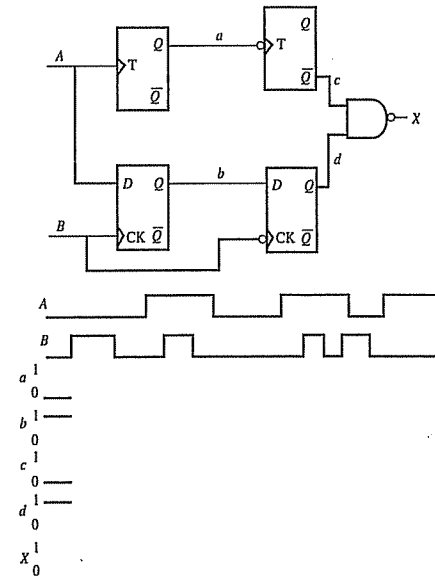 Q a Q
A T T
Q̅ Q̅ c
X
d
D Q b D Q
B CK Q̅ CK Q̅
A
B
a 1
0
b 1
0
c 1
0
d 1
0
X 1
0